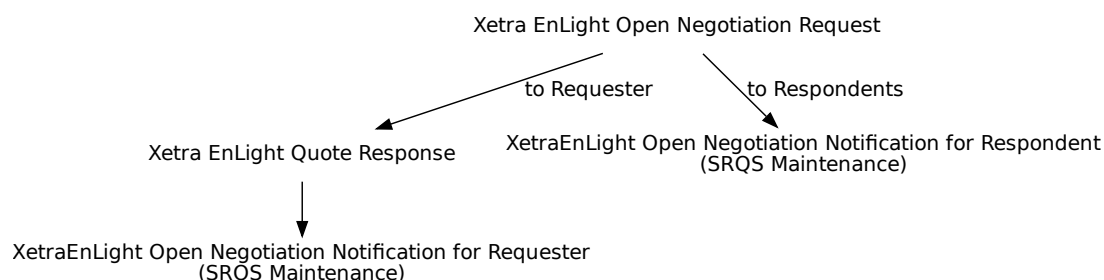 Xetra EnLight Open Negotiation Request
to Requester
to Respondents
Xetra EnLight Quote Response
XetraEnLight Open Negotiation Notification for Respondent
(SRQS Maintenance)
XetraEnLight Open Negotiation Notification for Requester
(SRQS Maintenance)